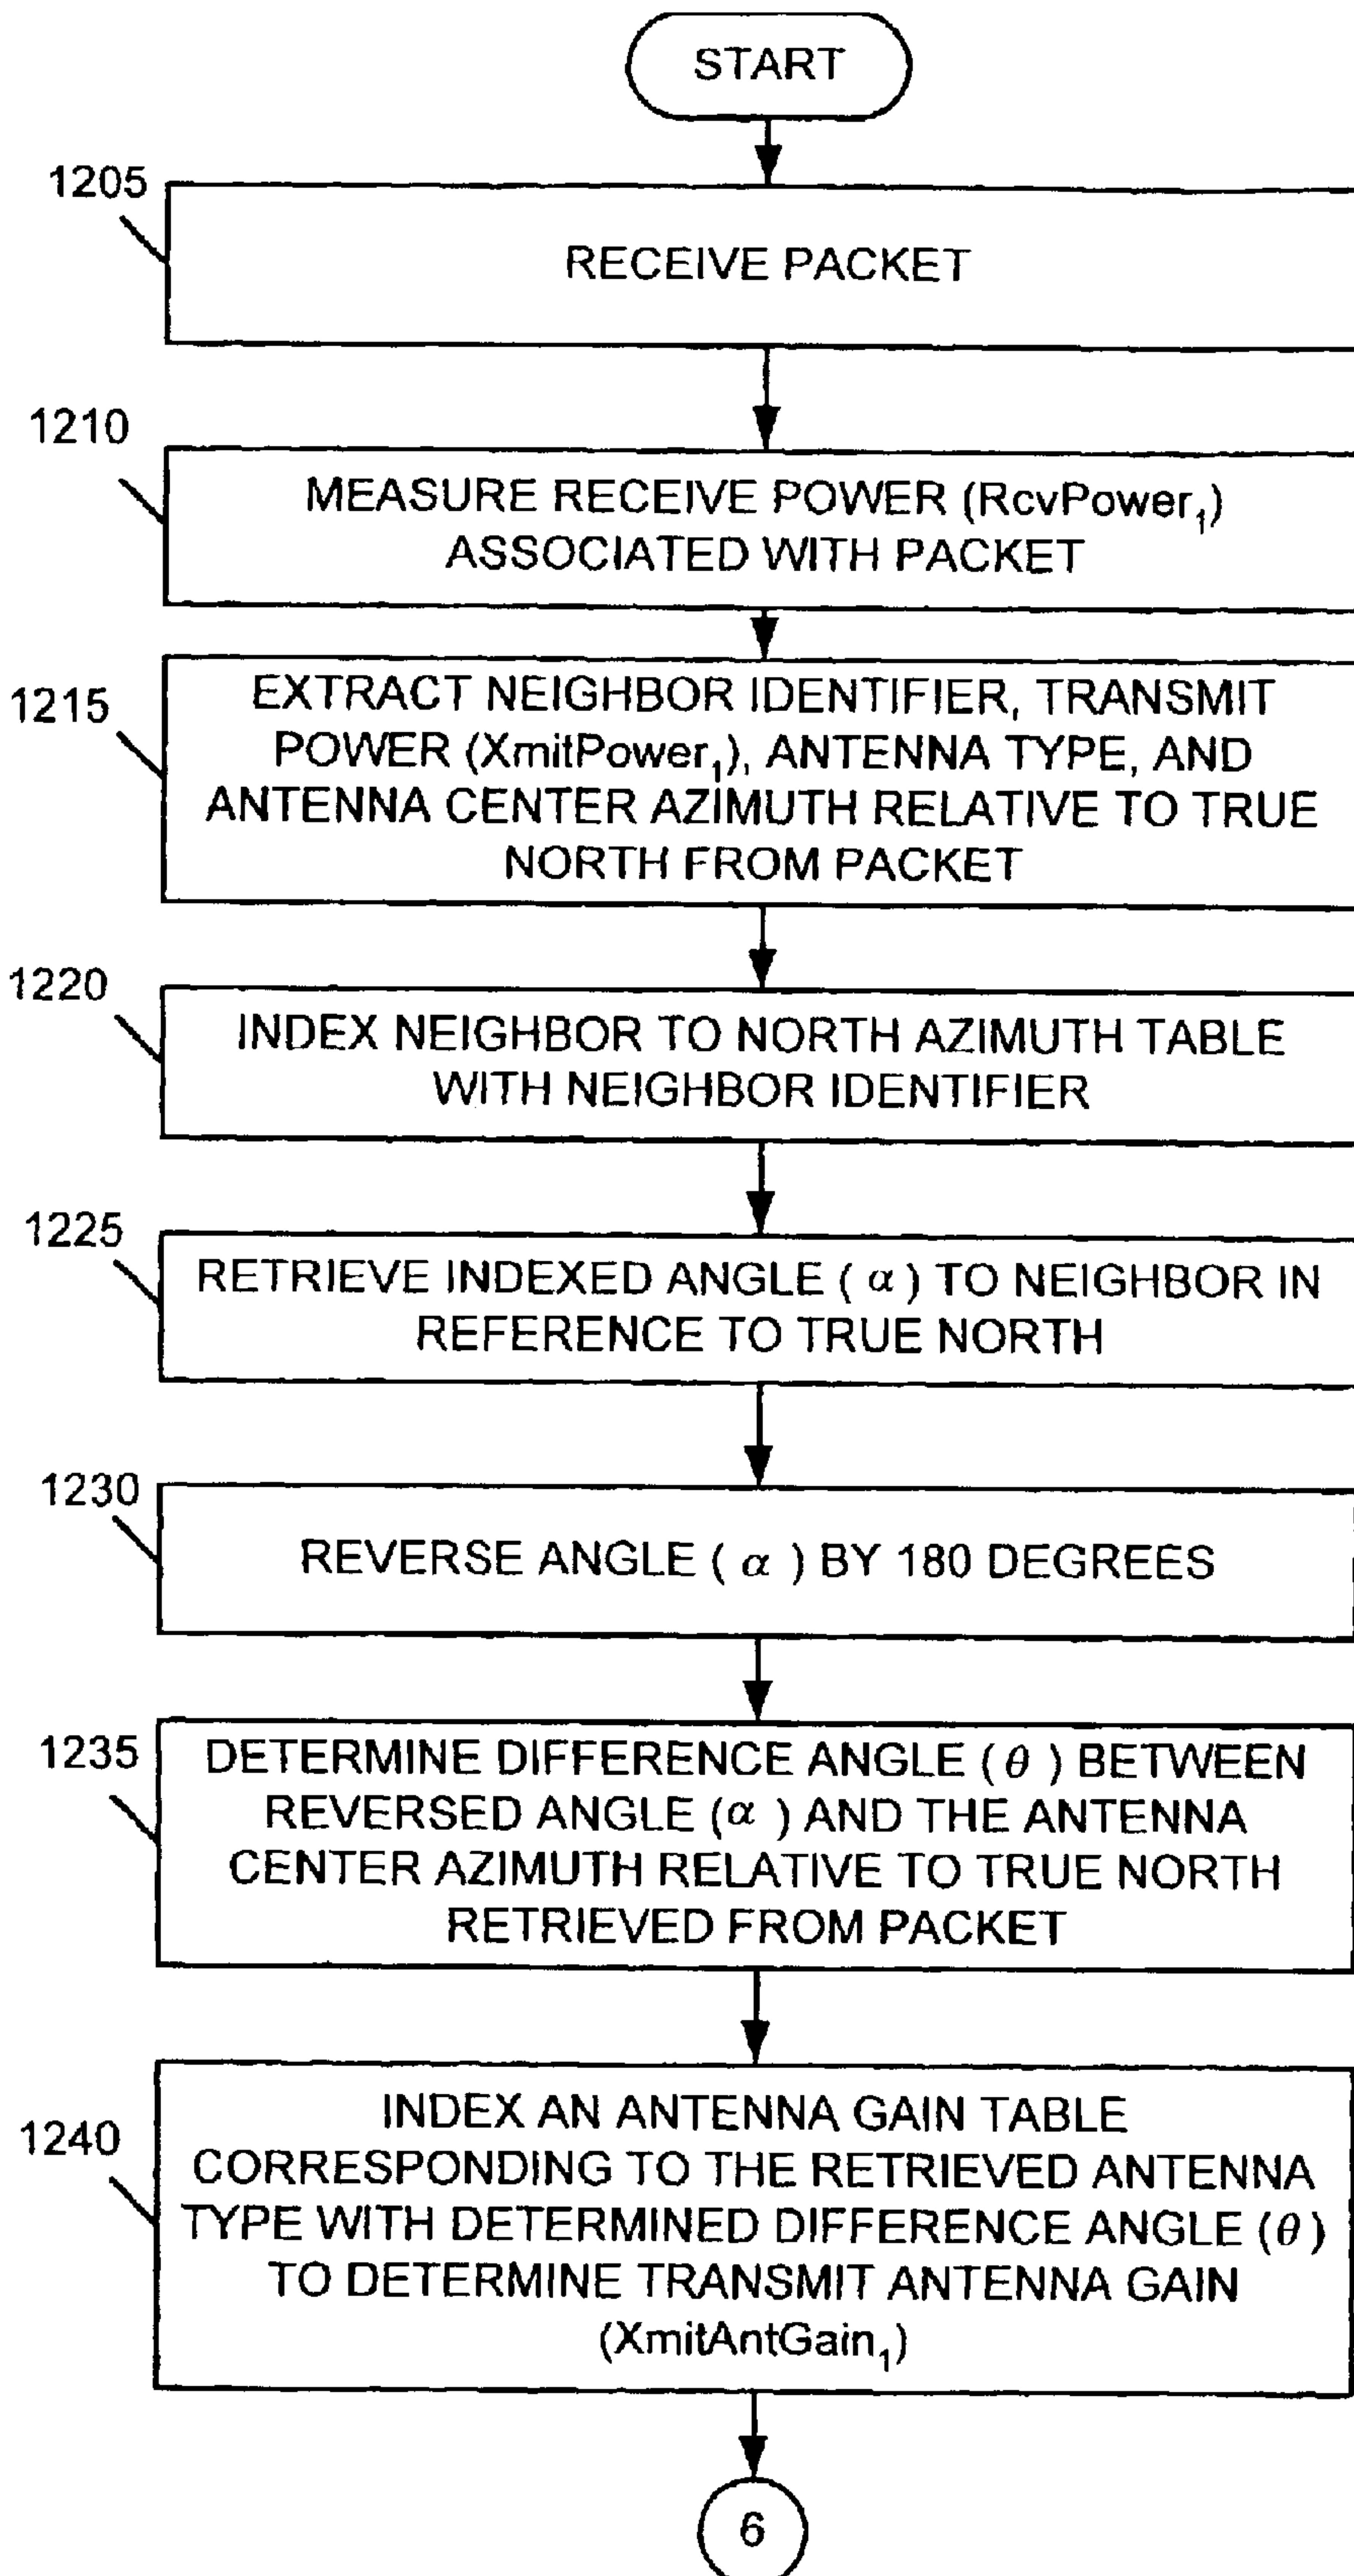 START
1205
RECEIVE PACKET
1210
MEASURE RECEIVE POWER (RcvPower₁)
ASSOCIATED WITH PACKET
1215
EXTRACT NEIGHBOR IDENTIFIER, TRANSMIT
POWER (XmitPower₁), ANTENNA TYPE, AND
ANTENNA CENTER AZIMUTH RELATIVE TO TRUE
NORTH FROM PACKET
1220
INDEX NEIGHBOR TO NORTH AZIMUTH TABLE
WITH NEIGHBOR IDENTIFIER
1225
RETRIEVE INDEXED ANGLE ( α ) TO NEIGHBOR IN
REFERENCE TO TRUE NORTH
1230
REVERSE ANGLE ( α ) BY 180 DEGREES
1235
DETERMINE DIFFERENCE ANGLE ( θ ) BETWEEN
REVERSED ANGLE (α ) AND THE ANTENNA
CENTER AZIMUTH RELATIVE TO TRUE NORTH
RETRIEVED FROM PACKET
1240
INDEX AN ANTENNA GAIN TABLE
CORRESPONDING TO THE RETRIEVED ANTENNA
TYPE WITH DETERMINED DIFFERENCE ANGLE (θ )
TO DETERMINE TRANSMIT ANTENNA GAIN
(XmitAntGain₁)
6